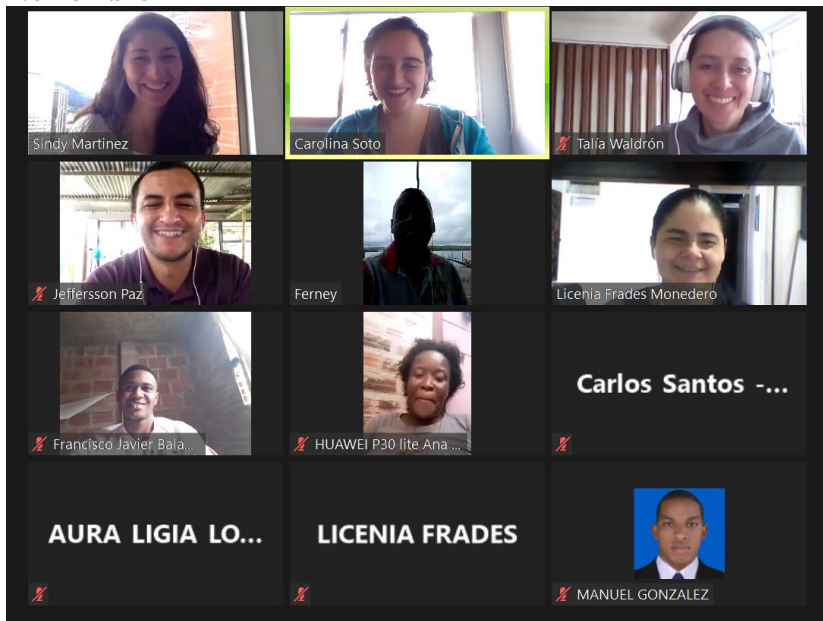 Sindy Martinez
Carolina Soto
Talía Waldrón
Jeffersson Paz
Ferney
Licenia Frades Monedero
Francisco Javier Bala...
HUAWEI P30 lite Ana ...
Carlos Santos -...
AURA LIGIA LO...
LICENIA FRADES
MANUEL GONZALEZ